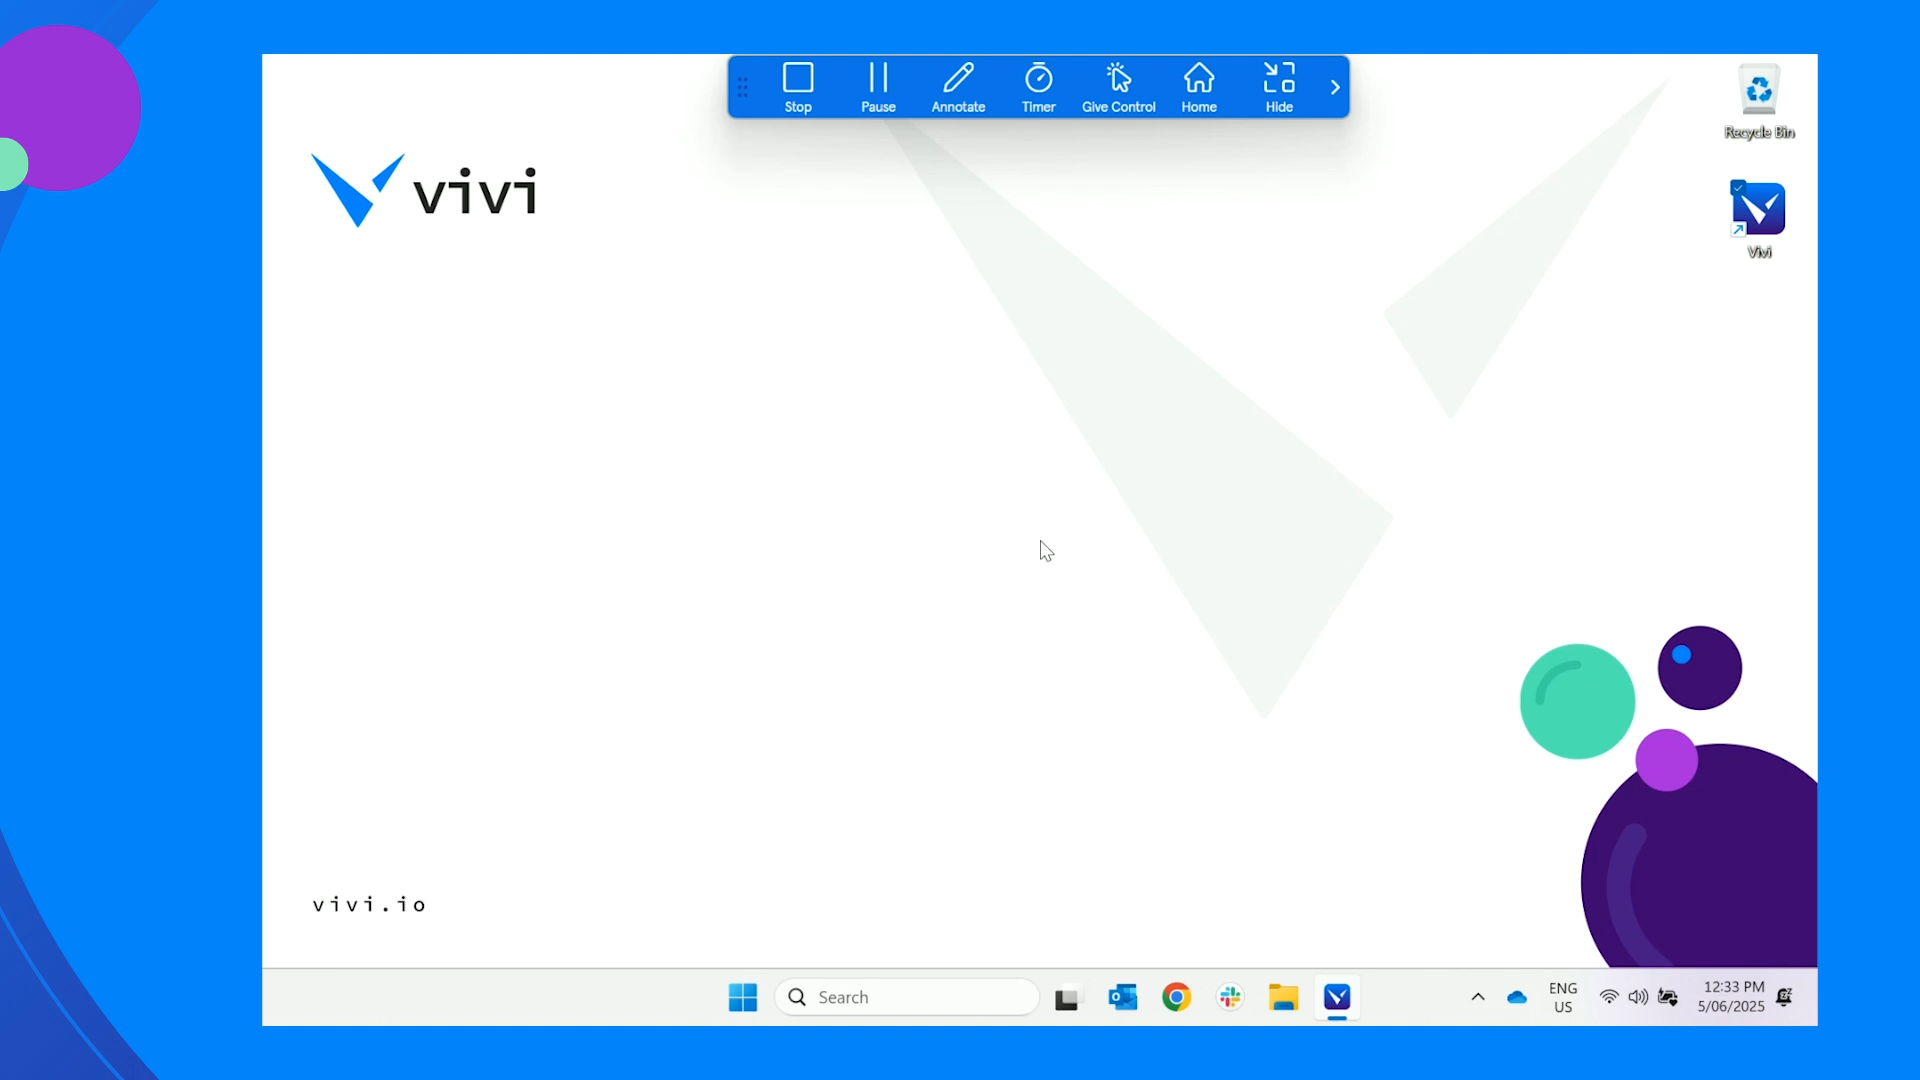 Stop Pause Annotate Timer Give Control Home Hide
Recycle Bin
vivi
Vivi
vivi.io
Search
ENG
US
12:33 PM
5/06/2025